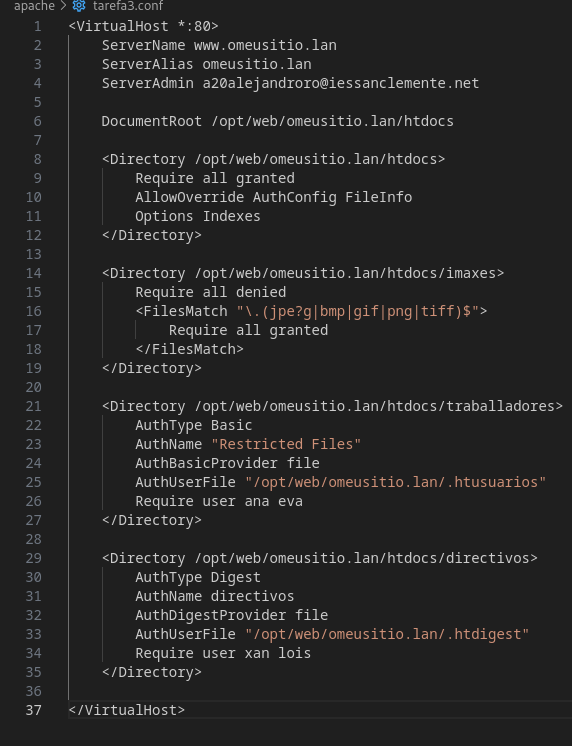 apache > tarefa3.conf
1 <VirtualHost *:80>
2     ServerName www.omeusitio.lan
3     ServerAlias omeusitio.lan
4     ServerAdmin a20alejandroro@iessanclemente.net
5
6     DocumentRoot /opt/web/omeusitio.lan/htdocs
7
8     <Directory /opt/web/omeusitio.lan/htdocs>
9         Require all granted
10         AllowOverride AuthConfig FileInfo
11         Options Indexes
12     </Directory>
13
14     <Directory /opt/web/omeusitio.lan/htdocs/imaxes>
15         Require all denied
16         <FilesMatch "\.(jpe?g|bmp|gif|png|tiff)$">
17             Require all granted
18         </FilesMatch>
19     </Directory>
20
21     <Directory /opt/web/omeusitio.lan/htdocs/traballadores>
22         AuthType Basic
23         AuthName "Restricted Files"
24         AuthBasicProvider file
25         AuthUserFile "/opt/web/omeusitio.lan/.htusuarios"
26         Require user ana eva
27     </Directory>
28
29     <Directory /opt/web/omeusitio.lan/htdocs/directivos>
30         AuthType Digest
31         AuthName directivos
32         AuthDigestProvider file
33         AuthUserFile "/opt/web/omeusitio.lan/.htdigest"
34         Require user xan lois
35     </Directory>
36
37 </VirtualHost>